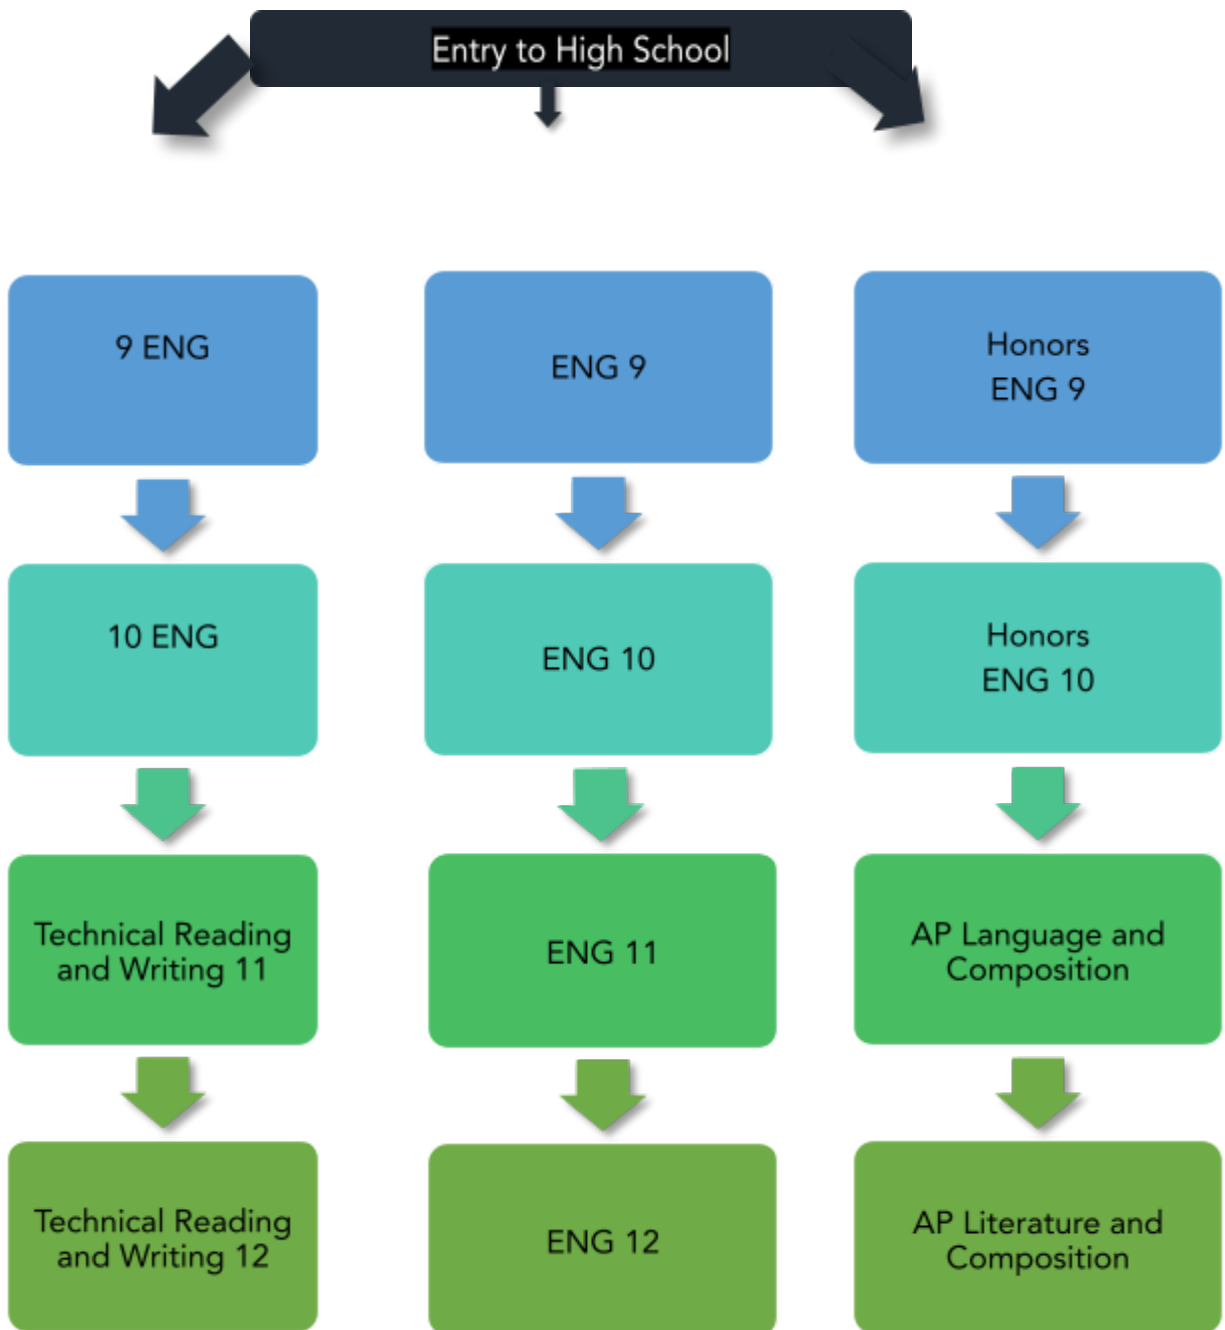 Entry to High School
9 ENG
ENG 9
Honors
ENG 9
10 ENG
ENG 10
Honors
ENG 10
Technical Reading
and Writing 11
ENG 11
AP Language and
Composition
Technical Reading
and Writing 12
ENG 12
AP Literature and
Composition